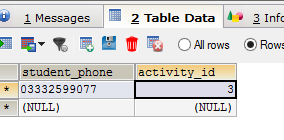 1 Messages 2 Table Data 3 Info
All rows Rows
student_phone activity_id
* 03332599077 3
* (NULL) (NULL)